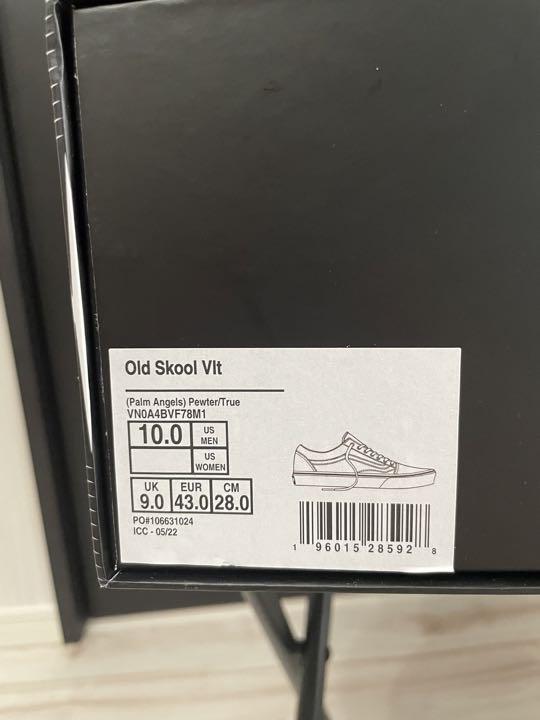 Old Skool Vlt
(Palm Angels) Pewter/True
VN0A4BVF78M1
10.0 US MEN
US WOMEN
UK EUR CM
9.0 43.0 28.0
PO#106631024
ICC - 05/22
1 96015 28592 8